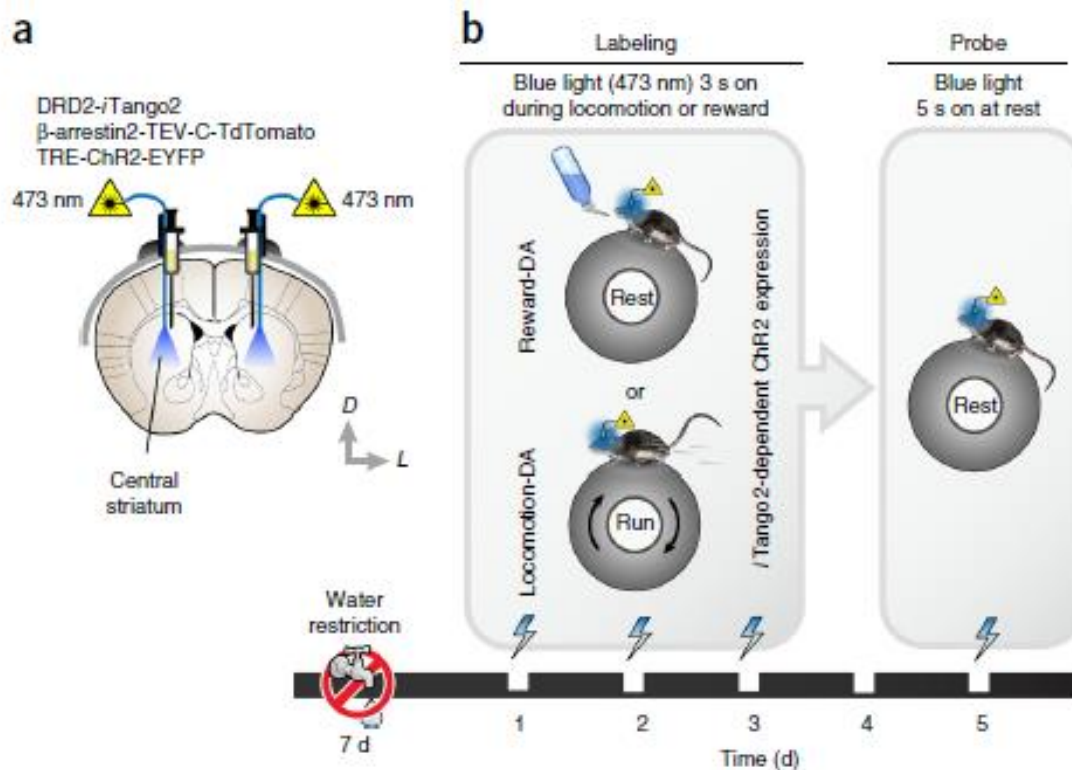 a
DRD2-iTango2
β-arrestin2-TEV-C-TdTomato
TRE-ChR2-EYFP
473 nm
473 nm
D
L
Central
striatum
b
Labeling
Blue light (473 nm) 3 s on
during locomotion or reward
Reward-DA
Rest
or
Locomotion-DA
Run
iTango2-dependent ChR2 expression
Probe
Blue light
5 s on at rest
Rest
Water
restriction
7 d
1
2
3
4
5
Time (d)